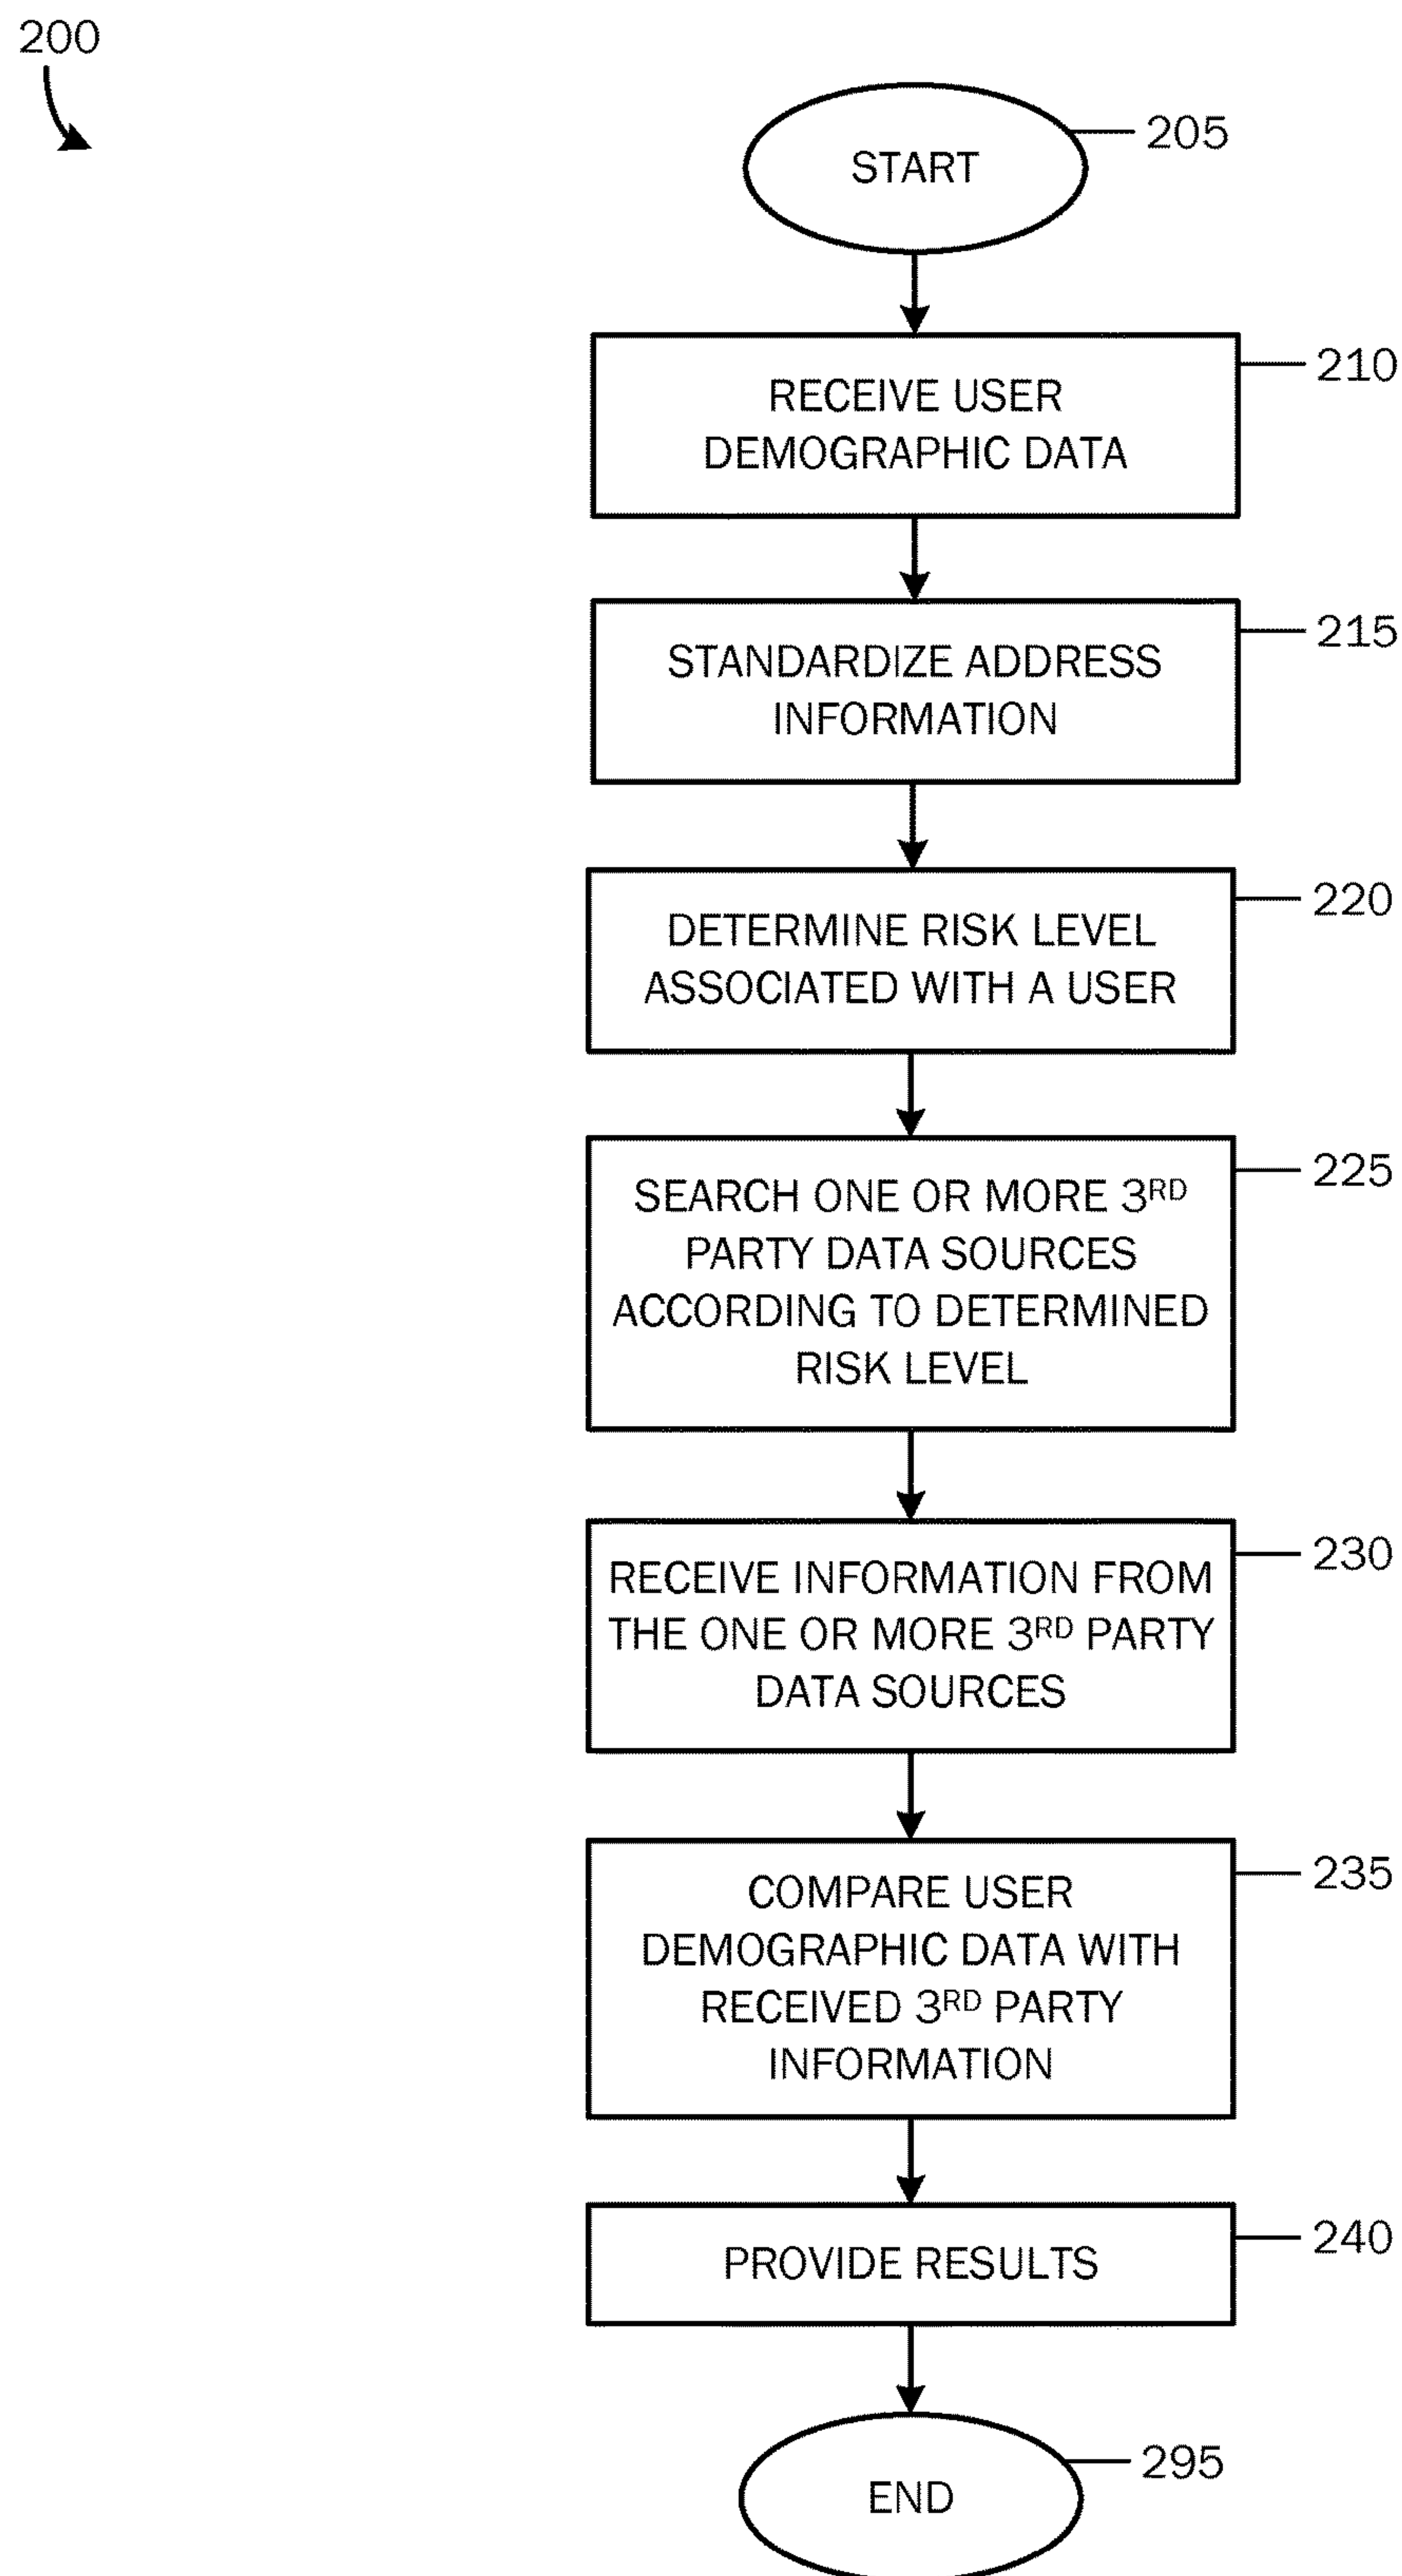 200
START
205
RECEIVE USER
DEMOGRAPHIC DATA
210
STANDARDIZE ADDRESS
INFORMATION
215
DETERMINE RISK LEVEL
ASSOCIATED WITH A USER
220
SEARCH ONE OR MORE 3RD
PARTY DATA SOURCES
ACCORDING TO DETERMINED
RISK LEVEL
225
RECEIVE INFORMATION FROM
THE ONE OR MORE 3RD PARTY
DATA SOURCES
230
COMPARE USER
DEMOGRAPHIC DATA WITH
RECEIVED 3RD PARTY
INFORMATION
235
PROVIDE RESULTS
240
END
295